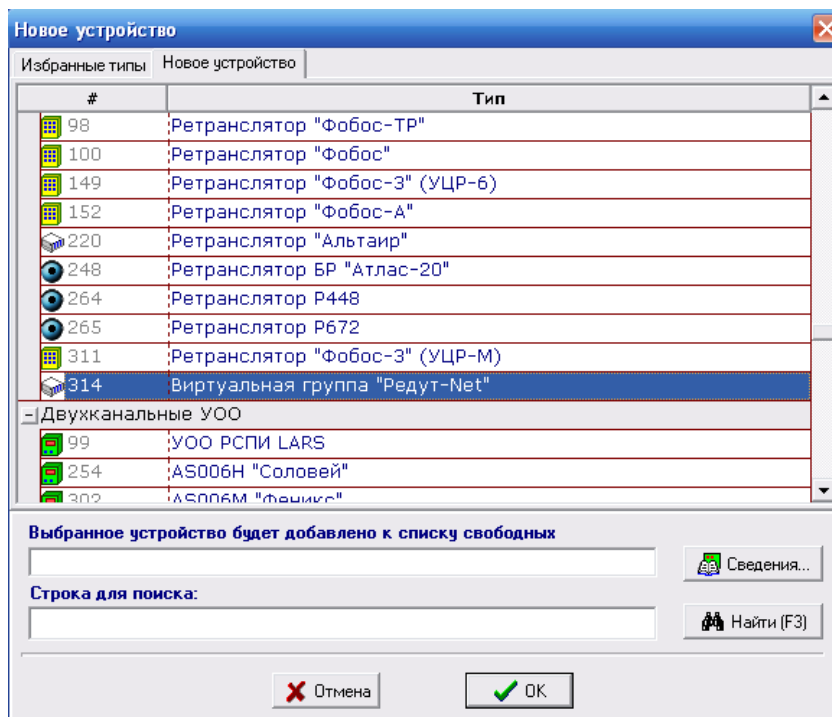 Новое устройство
Избранные типы Новое устройство
# Тип
98 Ретранслятор "Фобос-ТР"
100 Ретранслятор "Фобос"
149 Ретранслятор "Фобос-3" (УЦР-6)
152 Ретранслятор "Фобос-А"
220 Ретранслятор "Альтаир"
248 Ретранслятор БР "Атлас-20"
264 Ретранслятор Р448
265 Ретранслятор Р672
311 Ретранслятор "Фобос-3" (УЦР-М)
314 Виртуальная группа "Редут-Net"
Двухканальные УОО
99 УОО РСПИ LARS
254 AS006H "Соловей"
302 AS006M "Феникс"
Выбранное устройство будет добавлено к списку свободных
Сведения...
Строка для поиска:
Найти (F3)
Отмена OK